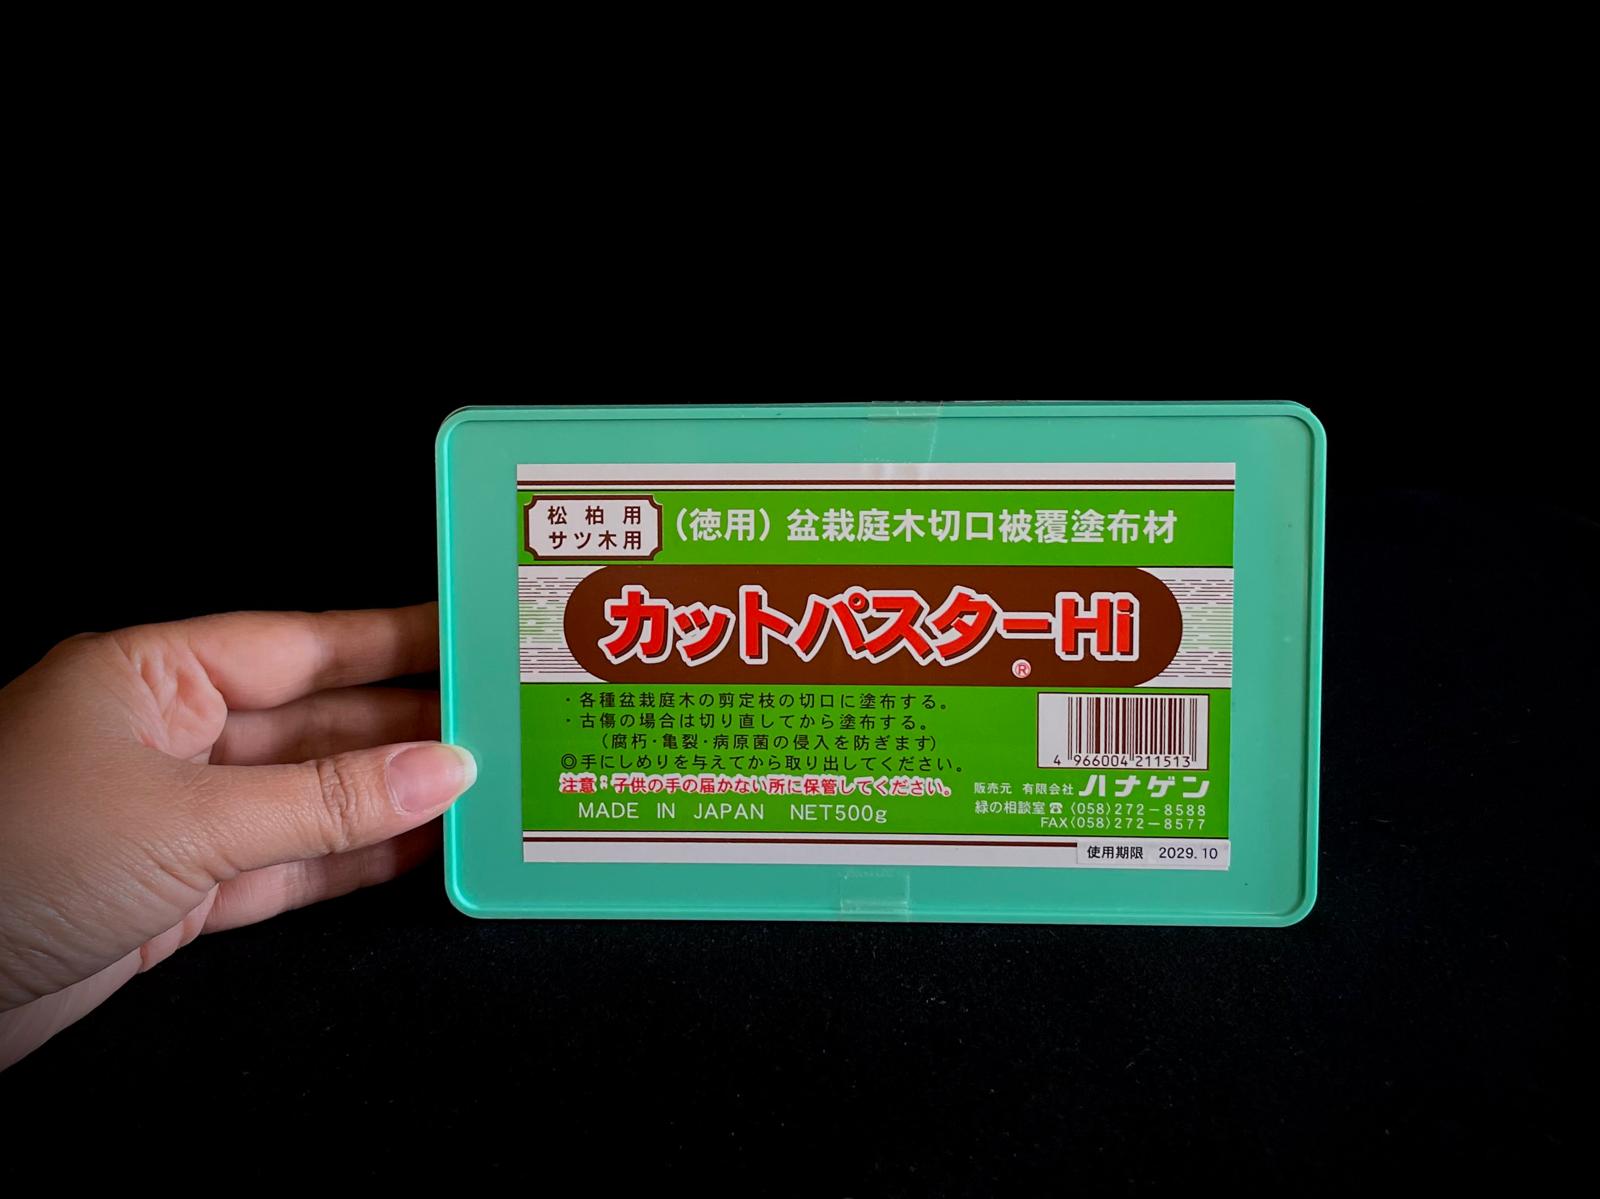 松柏用
サツ木用
(徳用)盆栽庭木切口被覆塗布材
カットパスターHi
®
・各種盆栽庭木の剪定枝の切口に塗布する。
・古傷の場合は切り直してから塗布する。
(腐朽・亀裂・病原菌の侵入を防ぎます)
◎手にしめりを与えてから取り出してください。
注意:子供の手の届かない所に保管してください。
MADE IN JAPAN NET500g
4 966004 211513
販売元 有限会社 ハナゲン
緑の相談室☎(058)272-8588
FAX(058)272-8577
使用期限 2029.10